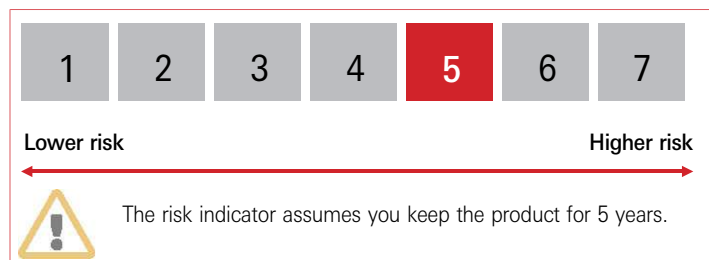 1 2 3 4 5 6 7
Lower risk Higher risk
The risk indicator assumes you keep the product for 5 years.